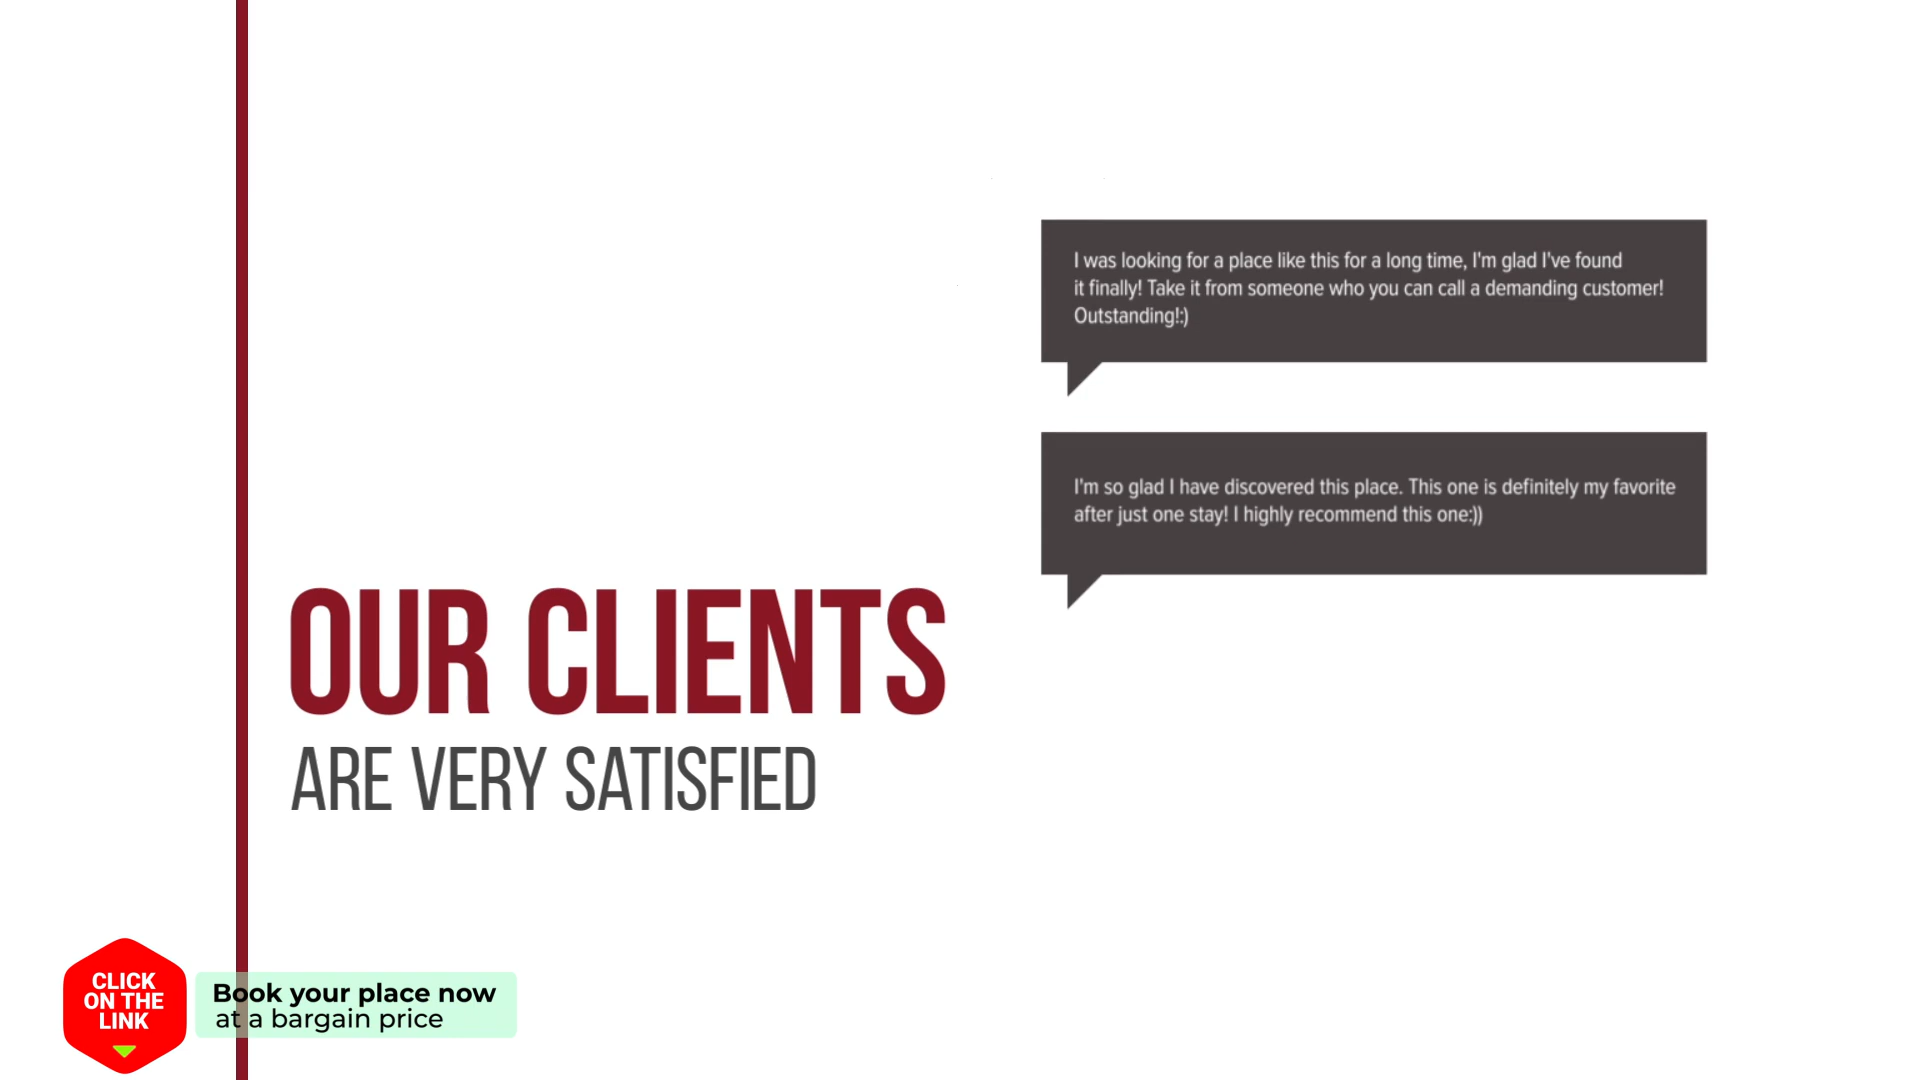 I was looking for a place like this for a long time, I'm glad I've found
it finally! Take it from someone who you can call a demanding customer!
Outstanding!:)
I'm so glad I have discovered this place. This one is definitely my favorite
after just one stay! I highly recommend this one:))
OUR CLIENTS
ARE VERY SATISFIED
CLICK
ON THE
LINK
Book your place now
at a bargain price